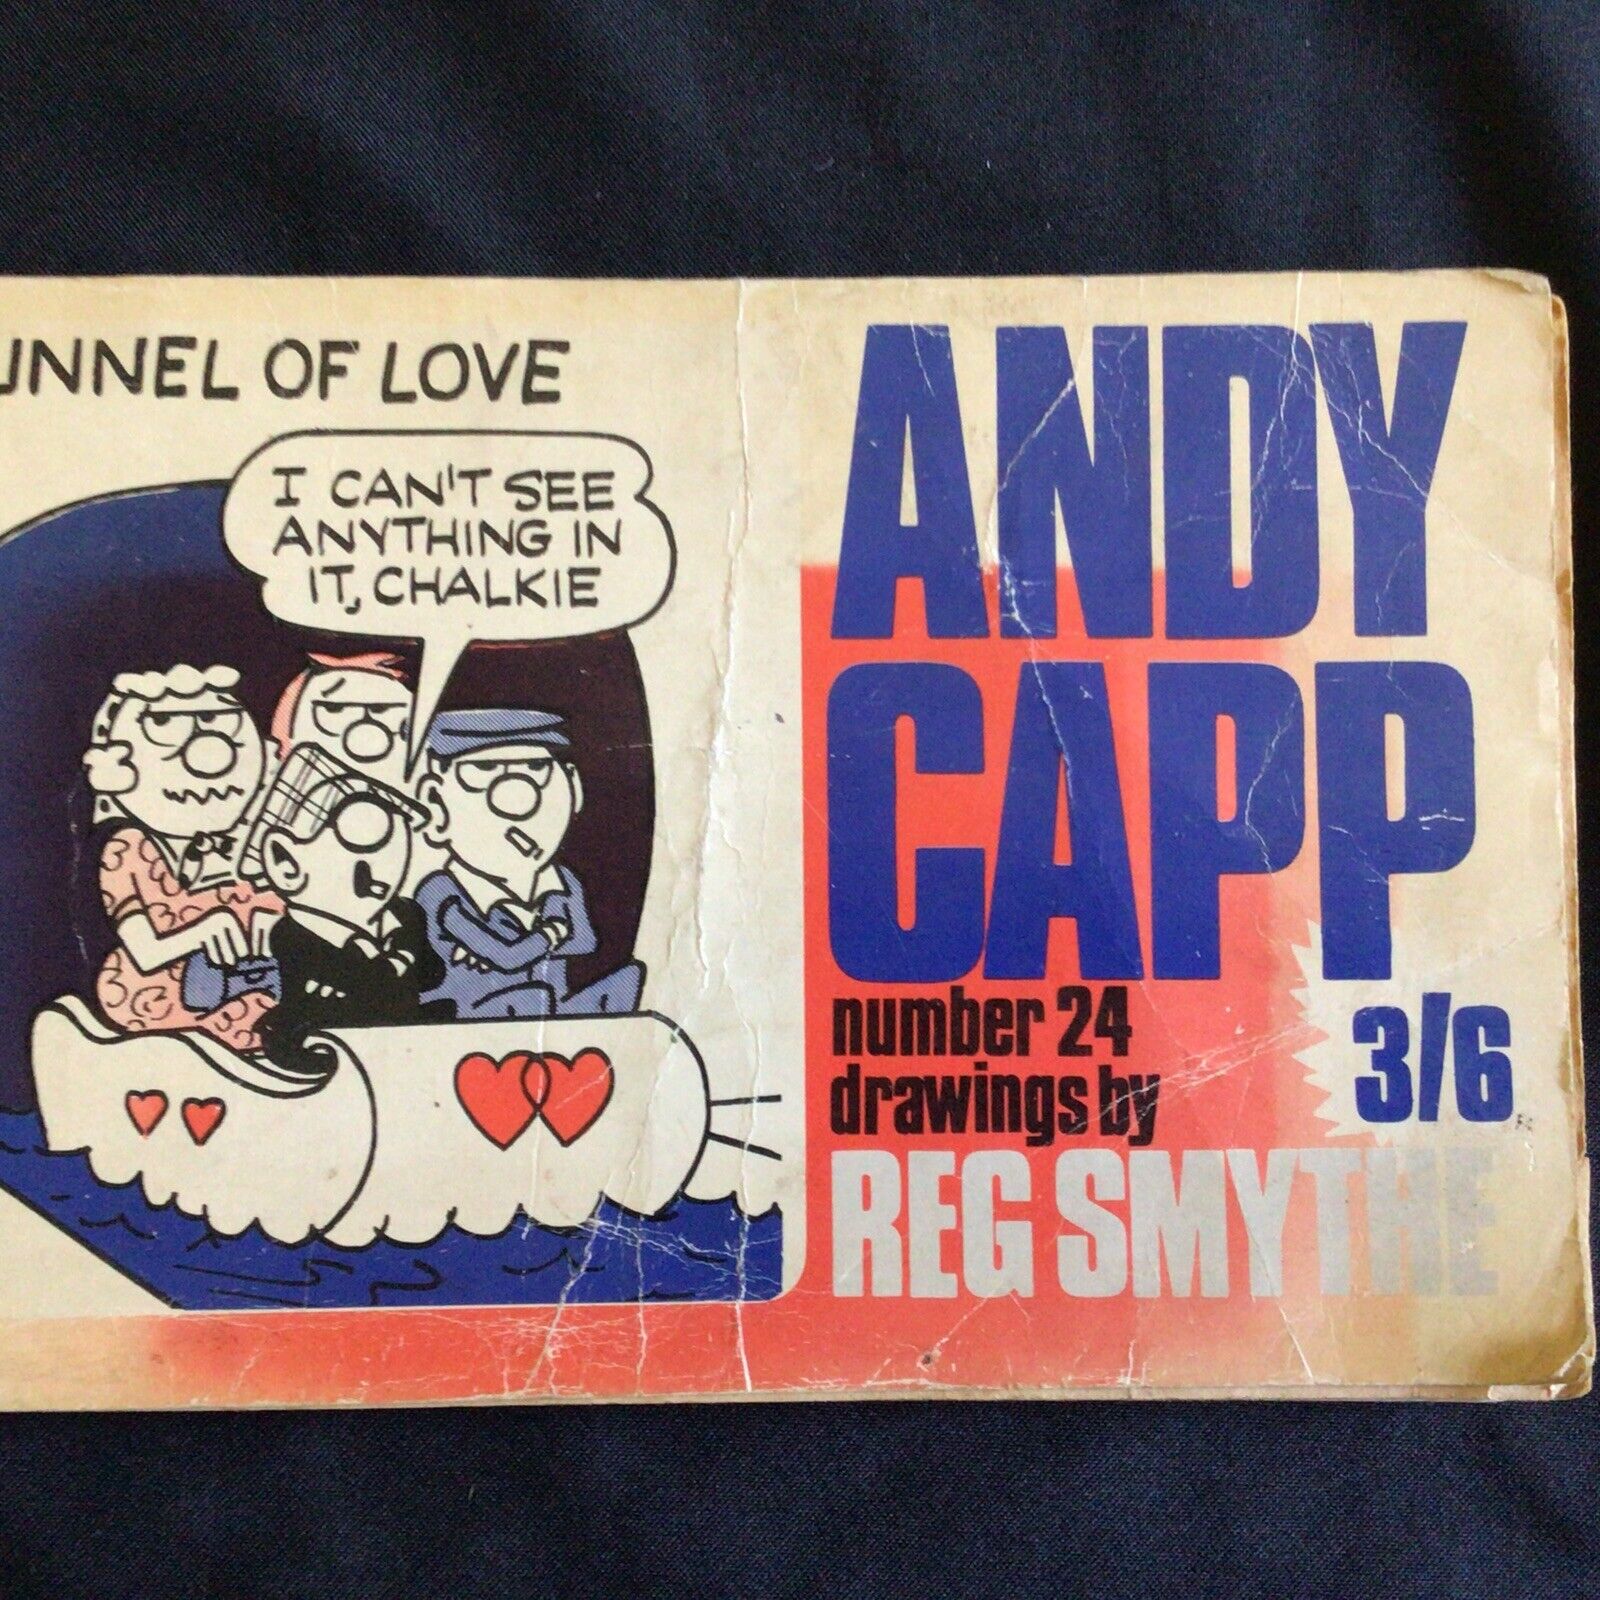 UNNEL OF LOVE
I CAN'T SEE
ANYTHING IN
IT, CHALKIE
ANDY
CAPP
number 24
drawings by
3/6
REG SMYTHE